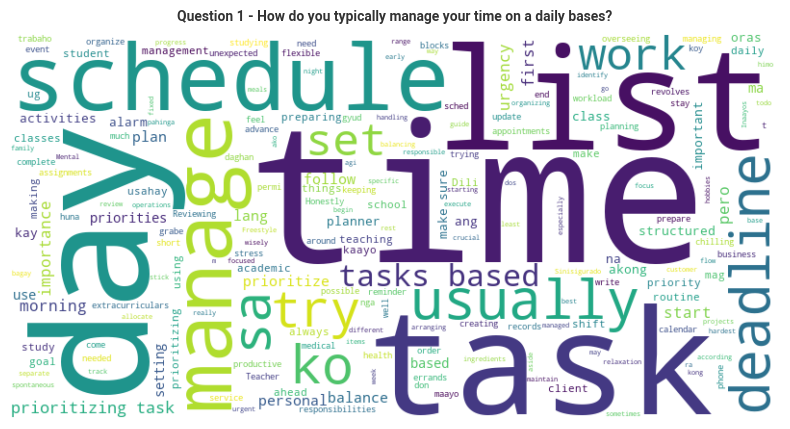 Question 1 - How do you typically manage your time on a daily bases?
trabaho
organize
progress
studying
need
range
overseeing
managing
oras
event
student
management
unexpected
flexible
blocks
early
koy
daily
schedule
list
work
first
urgency
identify
himo
ug
night
meals
sched
end
go
workload
revolves
ma
activities
alarm
preparing
gyud
handling
update
organizing
stay
todo
feel
set
guide
appointments
planning
classes
much
plan
advance
class
t
family
Mental
day
manage
time
balancing
responsible
trying
make
important
complete
daghan
ako
assignments
usahay
permi
follow
agi
specific
Dili
starting
dos
focus
hobbies
review
operations
Honestly
things
keeping
execute
make sure
especially
deadline
making
importance
huna
priorities
Reviewing
lang
begin
school
planner
crucial
least
prepare
pero
base
kay
grabe
Freestyle
rest
ang
structured
short
wisely
around
teaching
na
chilling
stress
kaayo
akong
business
using
n
focused
sa
tasks based
tinisiguroabb
mag
flow
bagay
stick
academic
prioritize
possible
reminder
write
priority
customer
use
allocate
try
nga
usually
best
routine
morning
extracurriculars
always
well
start
really
different
arranging
creating
records
managed
shift
calendar
projects
hardest
study
come
prioritizing
setting
ko
medical
items
task
goal
needed
productive
health
order
ingredients
may
according
separate
track
Teacher
based
aside
relaxation
phone
ra
kong
spontaneous
ahead
week
errands
don
maintain
client
service
personal
balance
maayo
prioritizing task
urgent
responsibilities
sometimes